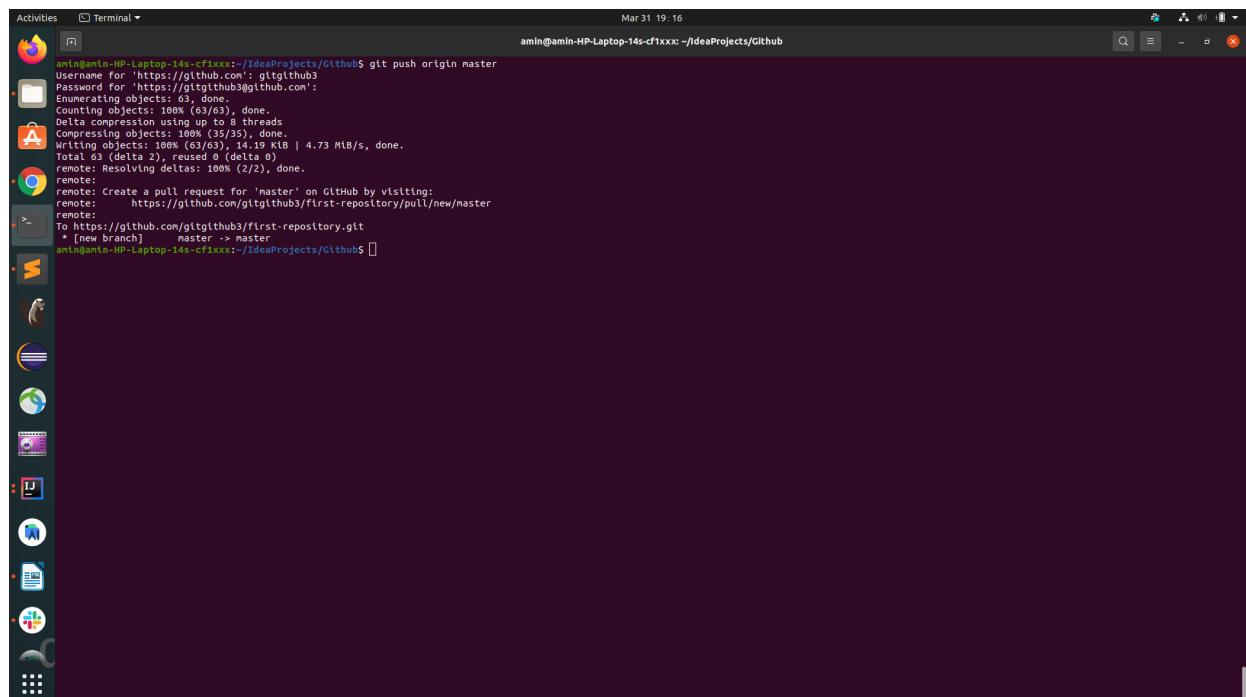 Activities
Terminal
Mar 31 19:16
amin@amin-HP-Laptop-14s-cf1xxx: ~/IdeaProjects/Github
amin@amin-HP-Laptop-14s-cf1xxx:~/IdeaProjects/Github$ git push origin master
Username for 'https://github.com': gitgithub3
Password for 'https://gitgithub3@github.com':
Enumerating objects: 63, done.
Counting objects: 100% (63/63), done.
Delta compression using up to 8 threads
Compressing objects: 100% (35/35), done.
Writing objects: 100% (63/63), 14.19 KiB | 4.73 MiB/s, done.
Total 63 (delta 2), reused 0 (delta 0)
remote: Resolving deltas: 100% (2/2), done.
remote:
remote: Create a pull request for 'master' on GitHub by visiting:
remote:      https://github.com/gitgithub3/first-repository/pull/new/master
remote:
To https://github.com/gitgithub3/first-repository.git
 * [new branch]      master -> master
amin@amin-HP-Laptop-14s-cf1xxx:~/IdeaProjects/Github$
IJ